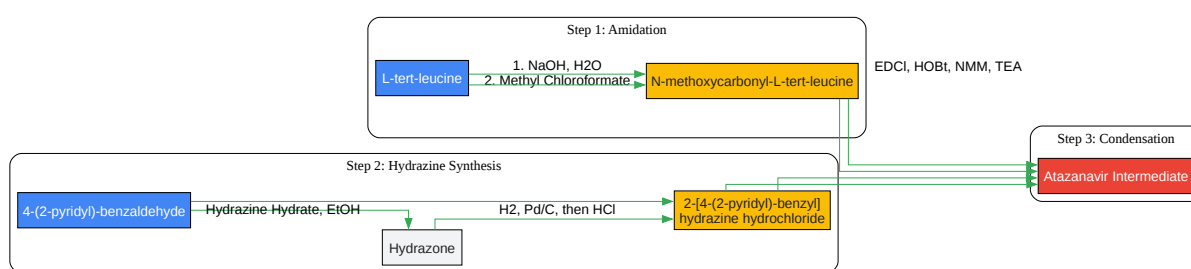 Step 1: Amidation
L-tert-leucine
1. NaOH, H2O
2. Methyl Chloroformate
N-methoxycarbonyl-L-tert-leucine
EDCl, HOBt, NMM, TEA
Step 2: Hydrazine Synthesis
4-(2-pyridyl)-benzaldehyde
Hydrazine Hydrate, EtOH
Hydrazone
H2, Pd/C, then HCl
2-[4-(2-pyridyl)-benzyl]
hydrazine hydrochloride
Step 3: Condensation
Atazanavir Intermediate